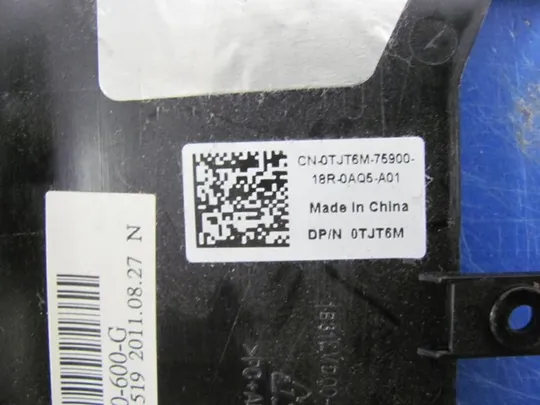 CN-0TJT6M-75900-
18R-0AQ5-A01
Made in China
DP/N 0TJT6M
0-600-G
519 2011.08.27 N